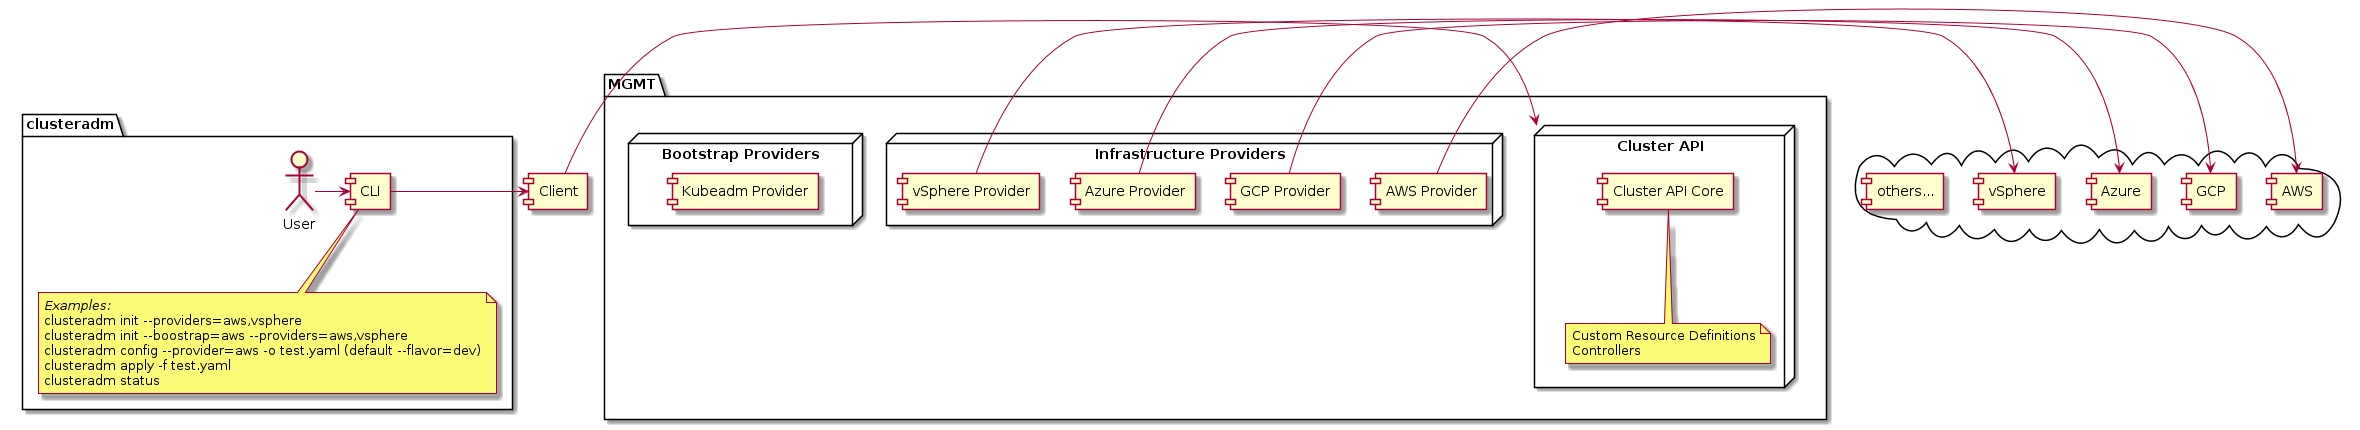 clusteradm
User
CLI
Examples:
clusteradm init --providers=aws,vsphere
clusteradm init --boostrap=aws --providers=aws,vsphere
clusteradm config --provider=aws -o test.yaml (default --flavor=dev)
clusteradm apply -f test.yaml
clusteradm status
Client
MGMT
Bootstrap Providers
Kubeadm Provider
Infrastructure Providers
vSphere Provider
Azure Provider
GCP Provider
AWS Provider
Cluster API
Cluster API Core
Custom Resource Definitions
Controllers
others...
vSphere
Azure
GCP
AWS